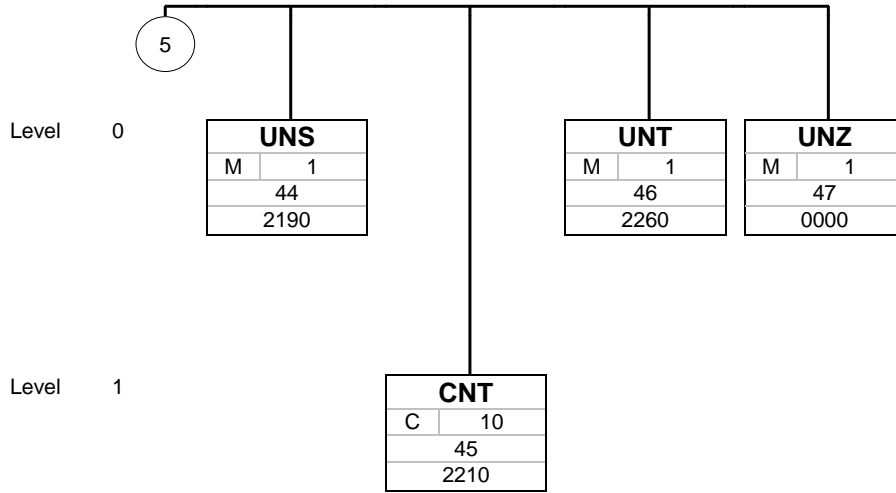 5
Level 0
UNS
M 1
44
2190
UNT
M 1
46
2260
UNZ
M 1
47
0000
Level 1
CNT
C 10
45
2210